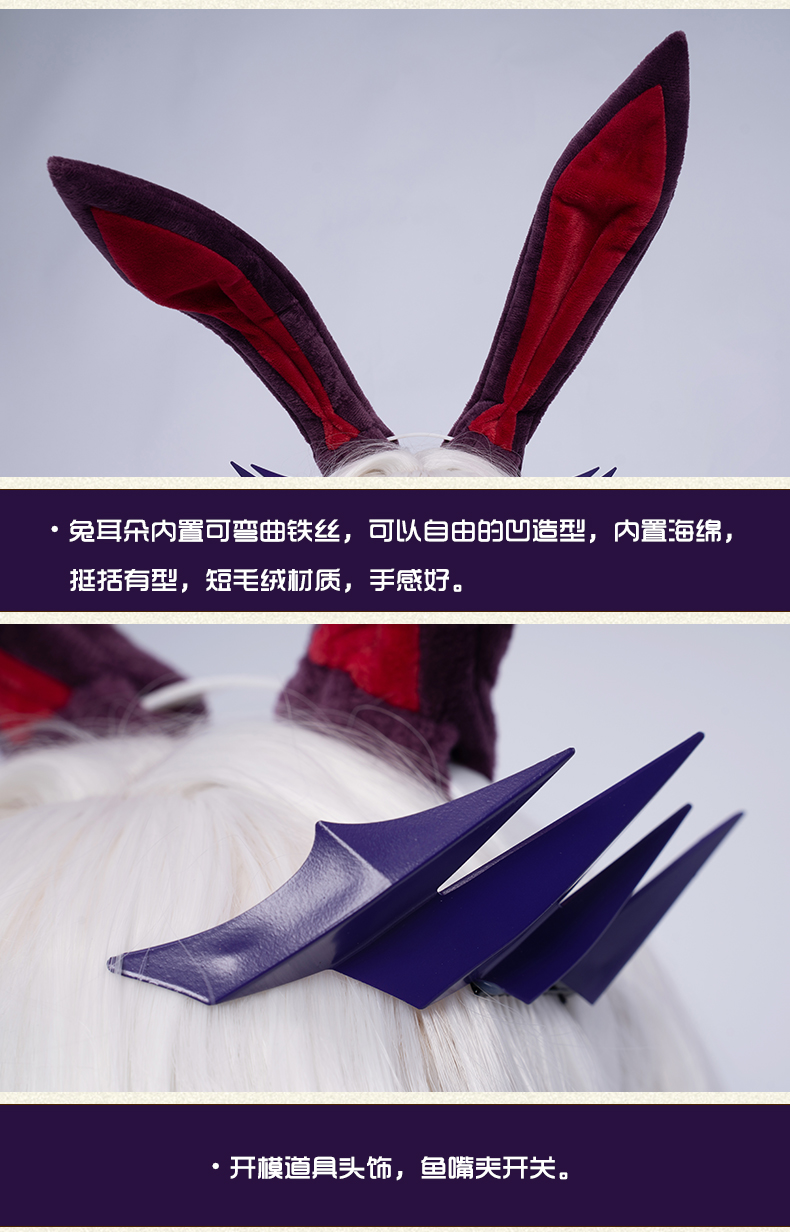 •兔耳朵内置可弯曲铁丝，可以自由的凹造型，内置海绵，
挺括有型，短毛绒材质，手感好。
•开模道具头饰，鱼嘴夹开关。